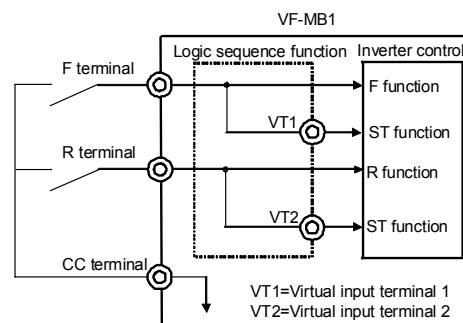 VF-MB1
Logic sequence function
Inverter control
F terminal
F function
VT1
ST function
R terminal
R function
VT2
ST function
CC terminal
VT1=Virtual input terminal 1
VT2=Virtual input terminal 2